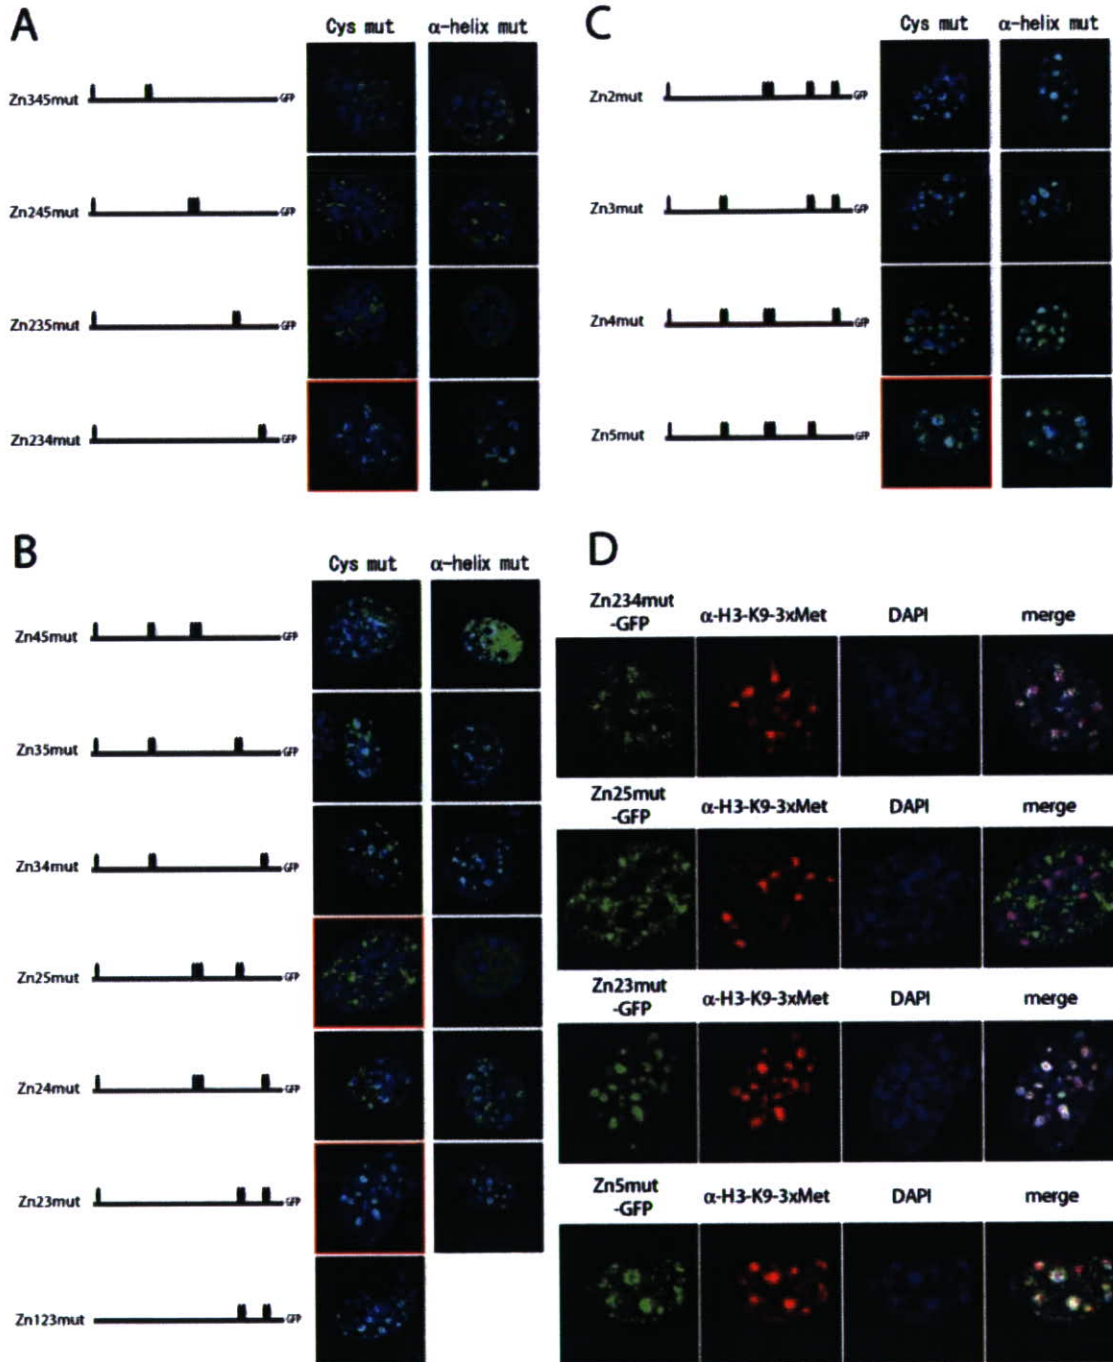 A
Cys mut α-helix mut
Zn345mut GFP
Zn245mut GFP
Zn235mut GFP
Zn234mut GFP
B
Cys mut α-helix mut
Zn45mut GFP
Zn35mut GFP
Zn34mut GFP
Zn25mut GFP
Zn24mut GFP
Zn23mut GFP
Zn123mut GFP
C
Cys mut α-helix mut
Zn2mut GFP
Zn3mut GFP
Zn4mut GFP
Zn5mut GFP
D
Zn234mut
-GFP α-H3-K9-3xMet DAPI merge
Zn25mut
-GFP α-H3-K9-3xMet DAPI merge
Zn23mut
-GFP α-H3-K9-3xMet DAPI merge
Zn5mut
-GFP α-H3-K9-3xMet DAPI merge